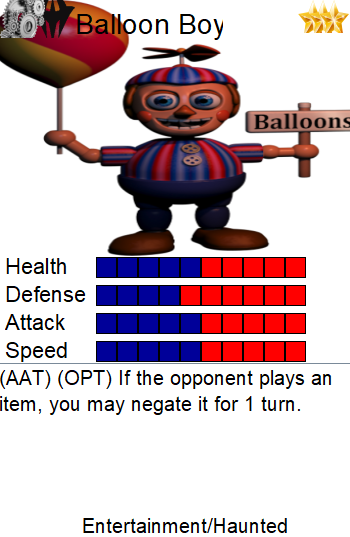 Balloon Boy
Balloons
Health
Defense
Attack
Speed
(AAT) (OPT) If the opponent plays an
item, you may negate it for 1 turn.
Entertainment/Haunted